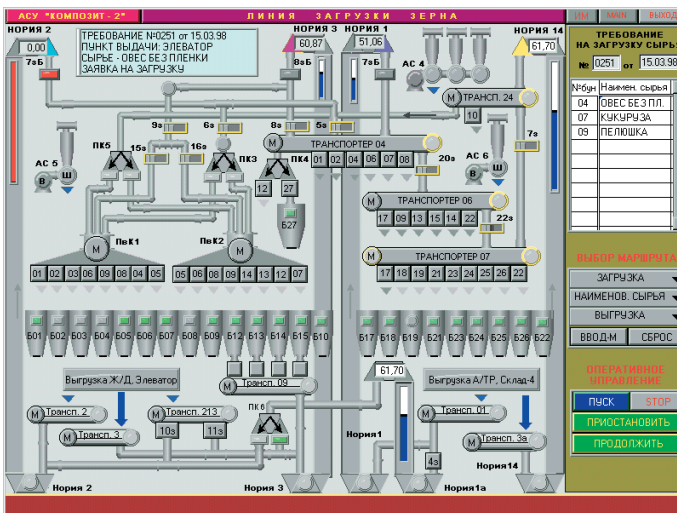 АСУ "КОМПОЗИТ - 2"
ЛИНИЯ ЗАГРУЗКИ ЗЕРНА
ИМ
MAIN
ВЫХОД
НОРИЯ 2
0,00
7зБ
ТРЕБОВАНИЕ №0251 от 15.03.98
ПУНКТ ВЫДАЧИ: ЭЛЕВАТОР
СЫРЬЕ - ОВЕС БЕЗ ПЛЕНКИ
ЗАЯВКА НА ЗАГРУЗКУ
НОРИЯ 3
60,87
8зБ
НОРИЯ 1
51,06
7зБ
АС 4
НОРИЯ 14
61,70
М ТРАНСП. 24
10
9з
6з
8з
5з
7з
ПК5
15з
16з
ПК3
ПК4
М ТРАНСПОРТЕР 04
01 02 04 06 07 08
20з
АС 6
В
Ш
АС 5
В
Ш
12 27
Б27
М ТРАНСПОРТЕР 06
17 09 13 15 14 22
22з
ПвК1
М
ПвК2
М
М ТРАНСПОРТЕР 07
01 02 03 06 09 08 04 05
05 06 08 09 14 13 12 07
17 18 19 21 23 24 25 26 22
Б01 Б02 Б03 Б04 Б05 Б06 Б07 Б08 Б09 Б12 Б13 Б14 Б15 Б10
Б17 Б18 Б19 Б21 Б23 Б24 Б25 Б26 Б22
Выгрузка Ж/Д, Элеватор
М Трансп. 09
61,70
Выгрузка А/ТР, Склад-4
М Трансп. 2
М Трансп. 213
ПК 6
М Трансп. 01
Трансп. 3 М
10з
11з
Нория1
М Трансп. 3а
4з
Нория14
Нория 2
Нория 3
Нория1а
ТРЕБОВАНИЕ
НА ЗАГРУЗКУ СЫРЬ
№ 0251 от 15.03.98
№бун Наимен. сырья
04 ОВЕС БЕЗ ПЛ.
07 КУКУРУЗА
09 ПЕЛЮШКА
ВЫБОР МАРШРУТА
ЗАГРУЗКА
НАИМЕНОВ. СЫРЬЯ
ВЫГРУЗКА
ВВОД-М
СБРОС
ОПЕРАТИВНОЕ
УПРАВЛЕНИЕ
ПУСК
STOP
ПРИОСТАНОВИТЬ
ПРОДОЛЖИТЬ